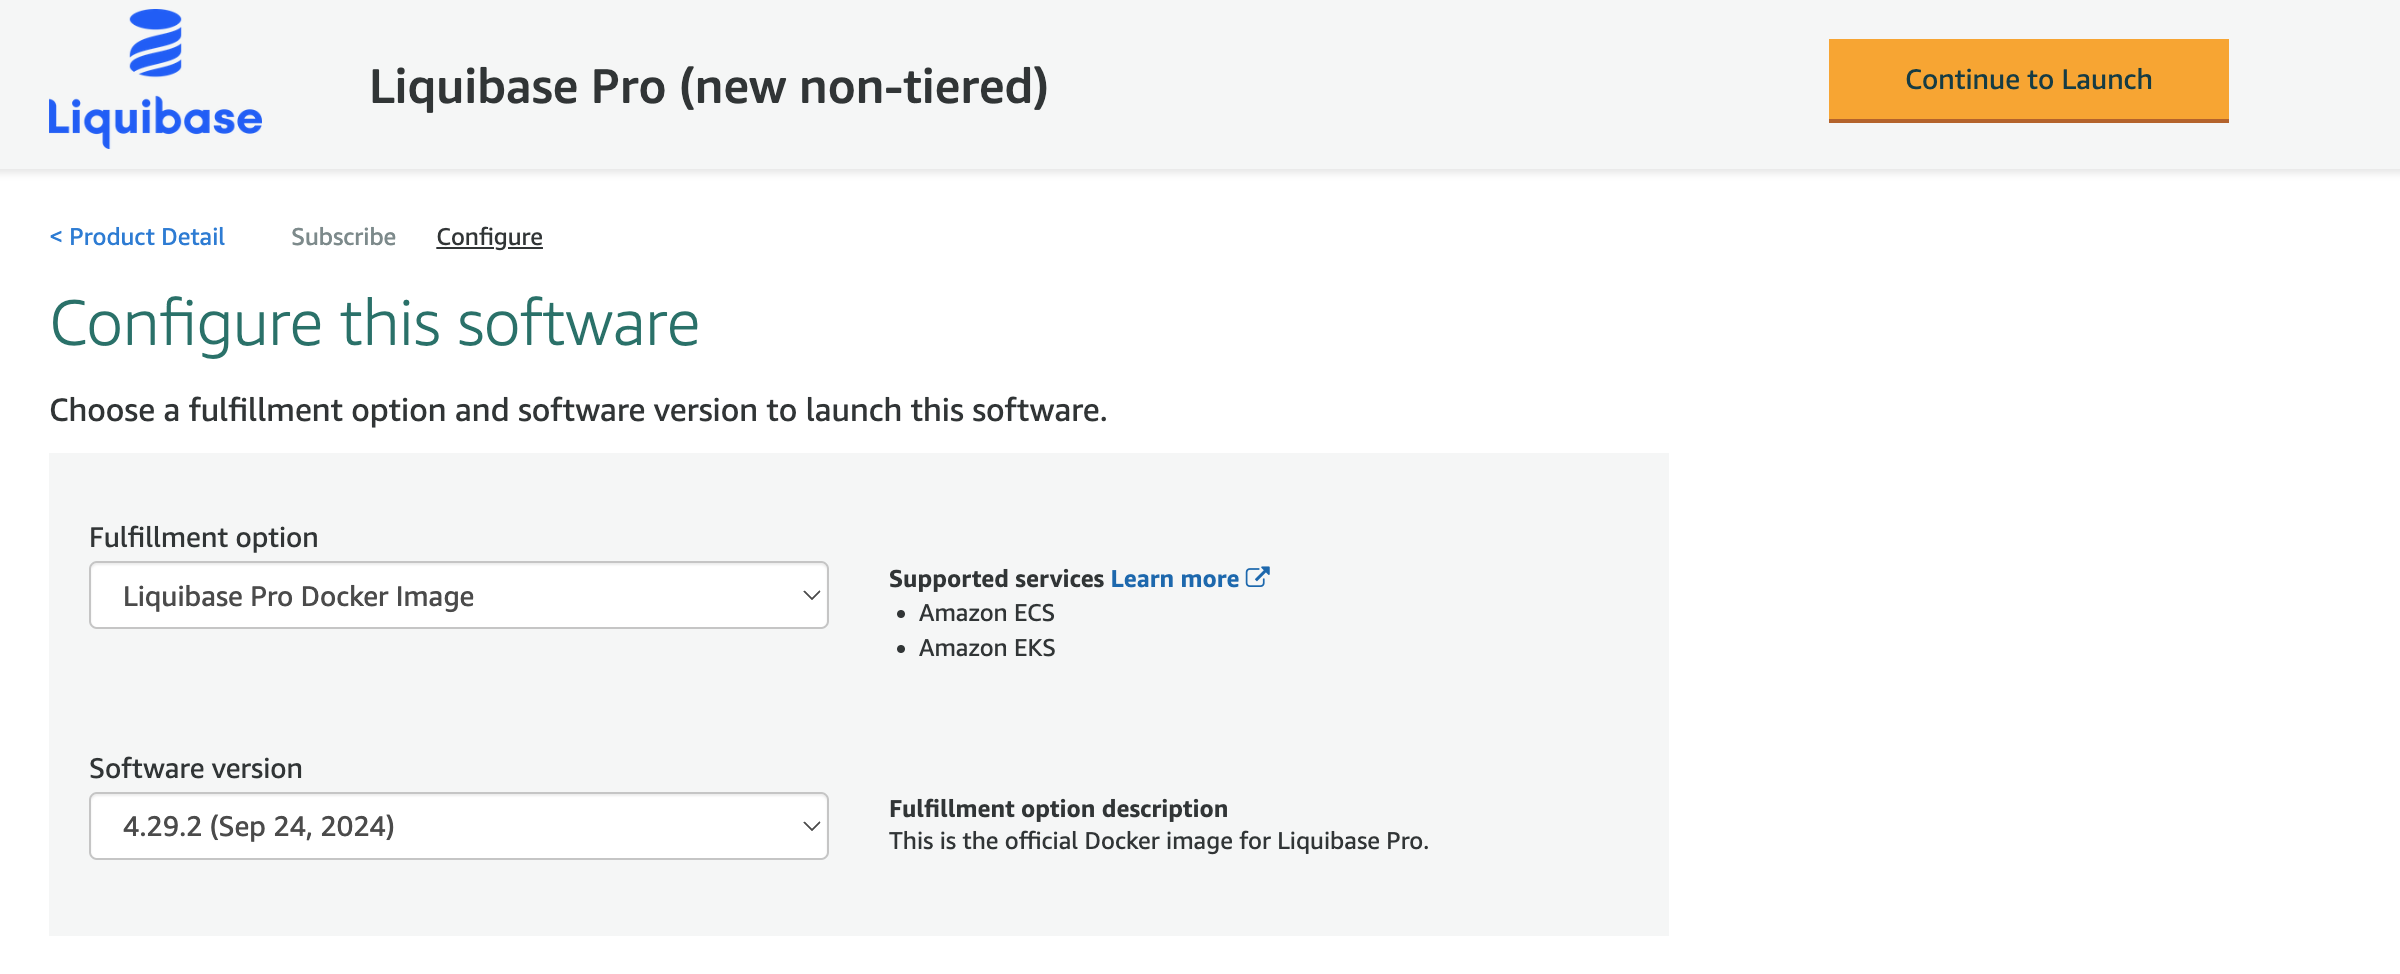 Liquibase
Liquibase Pro (new non-tiered)
Continue to Launch
< Product Detail
Subscribe
Configure
Configure this software
Choose a fulfillment option and software version to launch this software.
Fulfillment option
Liquibase Pro Docker Image
Supported services Learn more
• Amazon ECS
• Amazon EKS
Software version
4.29.2 (Sep 24, 2024)
Fulfillment option description
This is the official Docker image for Liquibase Pro.